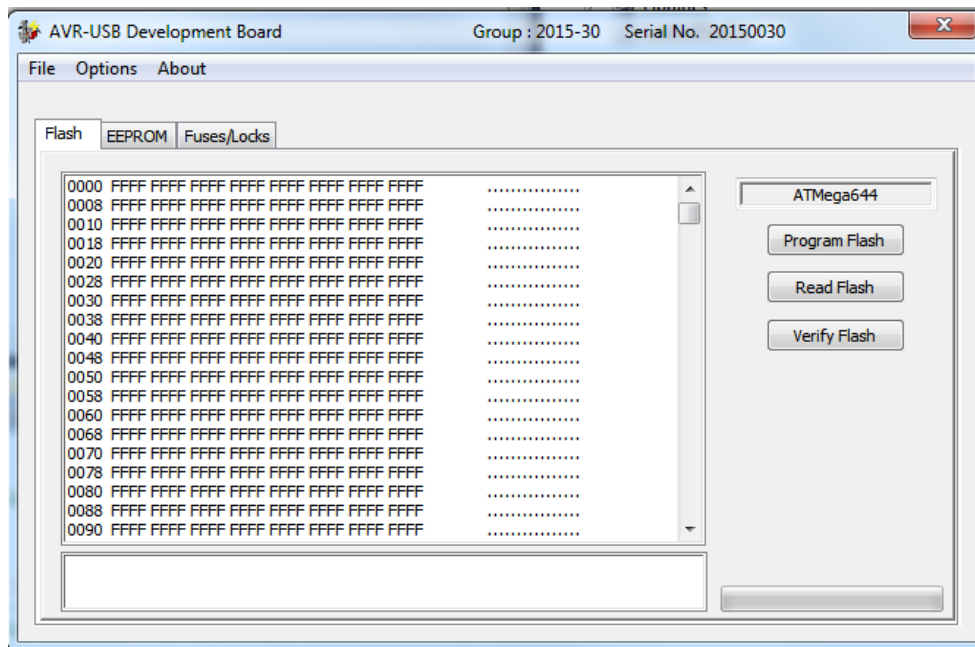 AVR-USB Development Board Group : 2015-30 Serial No. 20150030
File Options About
Flash EEPROM Fuses/Locks
0000 FFFF FFFF FFFF FFFF FFFF FFFF FFFF FFFF ................
0008 FFFF FFFF FFFF FFFF FFFF FFFF FFFF FFFF ................
0010 FFFF FFFF FFFF FFFF FFFF FFFF FFFF FFFF ................
0018 FFFF FFFF FFFF FFFF FFFF FFFF FFFF FFFF ................
0020 FFFF FFFF FFFF FFFF FFFF FFFF FFFF FFFF ................
0028 FFFF FFFF FFFF FFFF FFFF FFFF FFFF FFFF ................
0030 FFFF FFFF FFFF FFFF FFFF FFFF FFFF FFFF ................
0038 FFFF FFFF FFFF FFFF FFFF FFFF FFFF FFFF ................
0040 FFFF FFFF FFFF FFFF FFFF FFFF FFFF FFFF ................
0048 FFFF FFFF FFFF FFFF FFFF FFFF FFFF FFFF ................
0050 FFFF FFFF FFFF FFFF FFFF FFFF FFFF FFFF ................
0058 FFFF FFFF FFFF FFFF FFFF FFFF FFFF FFFF ................
0060 FFFF FFFF FFFF FFFF FFFF FFFF FFFF FFFF ................
0068 FFFF FFFF FFFF FFFF FFFF FFFF FFFF FFFF ................
0070 FFFF FFFF FFFF FFFF FFFF FFFF FFFF FFFF ................
0078 FFFF FFFF FFFF FFFF FFFF FFFF FFFF FFFF ................
0080 FFFF FFFF FFFF FFFF FFFF FFFF FFFF FFFF ................
0088 FFFF FFFF FFFF FFFF FFFF FFFF FFFF FFFF ................
0090 FFFF FFFF FFFF FFFF FFFF FFFF FFFF FFFF ................
ATMega644
Program Flash
Read Flash
Verify Flash